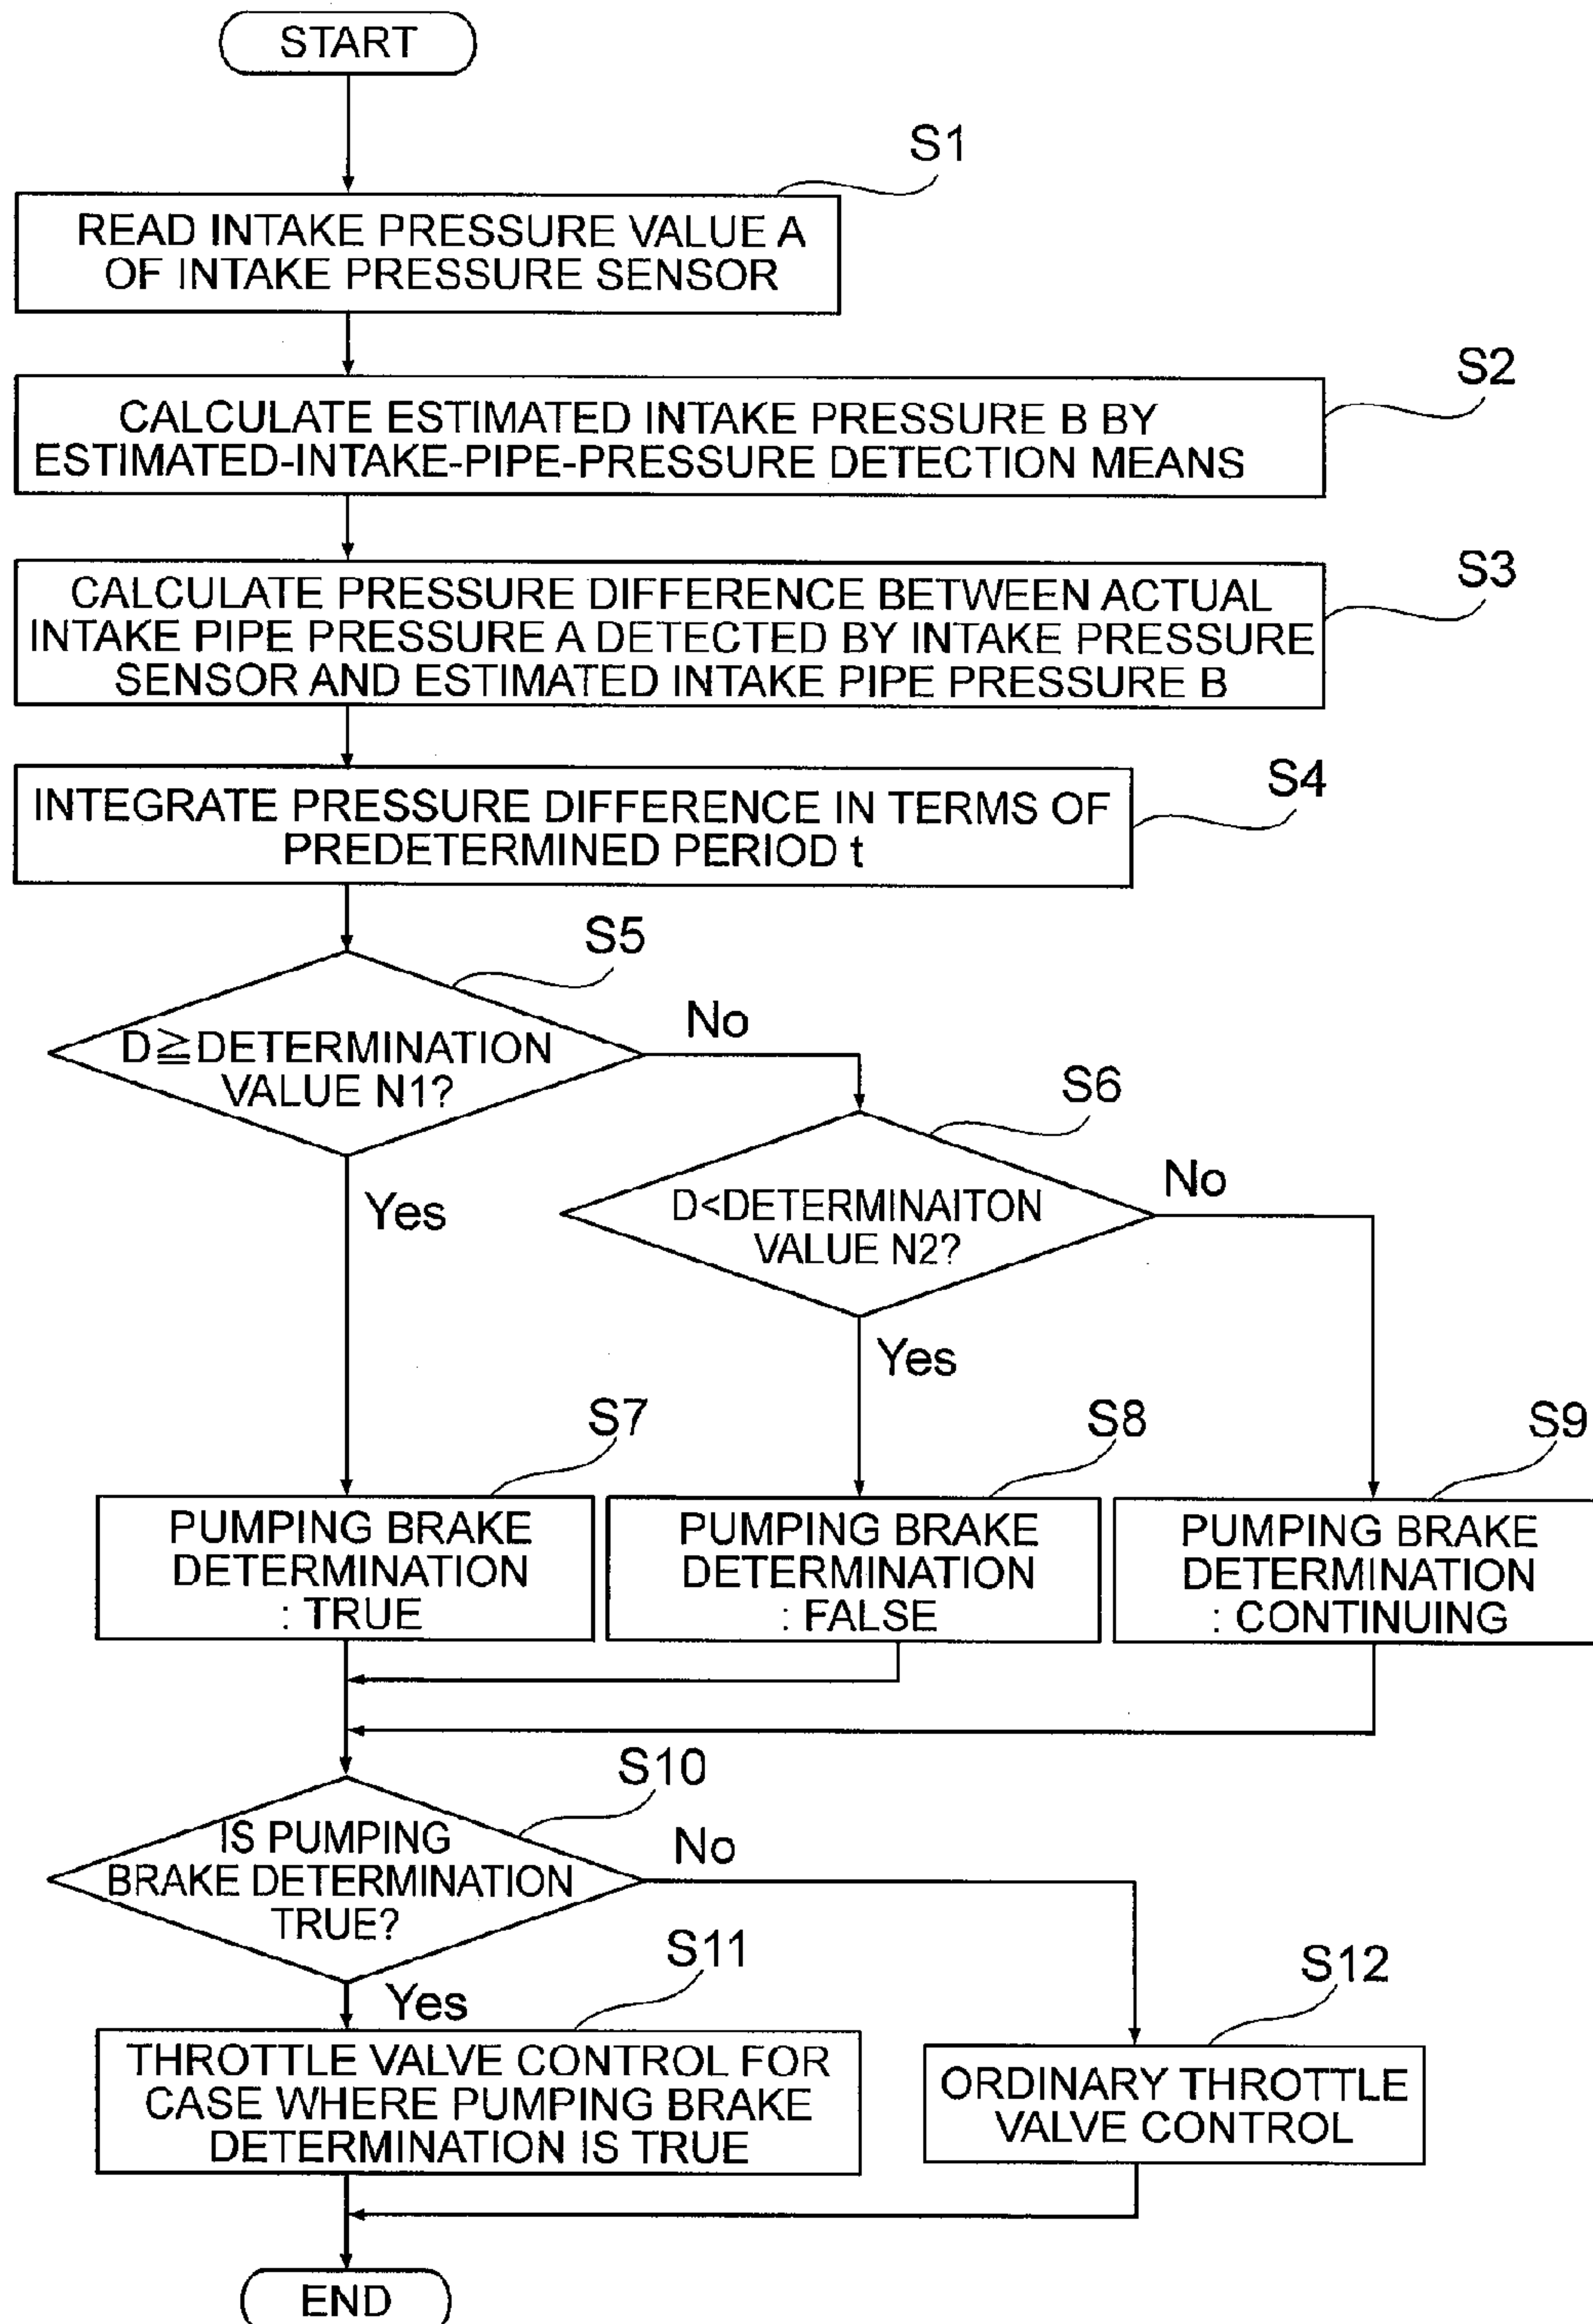 START
S1
READ INTAKE PRESSURE VALUE A
OF INTAKE PRESSURE SENSOR
S2
CALCULATE ESTIMATED INTAKE PRESSURE B BY
ESTIMATED-INTAKE-PIPE-PRESSURE DETECTION MEANS
S3
CALCULATE PRESSURE DIFFERENCE BETWEEN ACTUAL
INTAKE PIPE PRESSURE A DETECTED BY INTAKE PRESSURE
SENSOR AND ESTIMATED INTAKE PIPE PRESSURE B
S4
INTEGRATE PRESSURE DIFFERENCE IN TERMS OF
PREDETERMINED PERIOD t
S5
D≧DETERMINATION
VALUE N1?
No
Yes
S6
D<DETERMINAITON
VALUE N2?
No
Yes
S7
PUMPING BRAKE
DETERMINATION
: TRUE
S8
PUMPING BRAKE
DETERMINATION
: FALSE
S9
PUMPING BRAKE
DETERMINATION
: CONTINUING
S10
IS PUMPING
BRAKE DETERMINATION
TRUE?
No
Yes
S11
THROTTLE VALVE CONTROL FOR
CASE WHERE PUMPING BRAKE
DETERMINATION IS TRUE
S12
ORDINARY THROTTLE
VALVE CONTROL
END